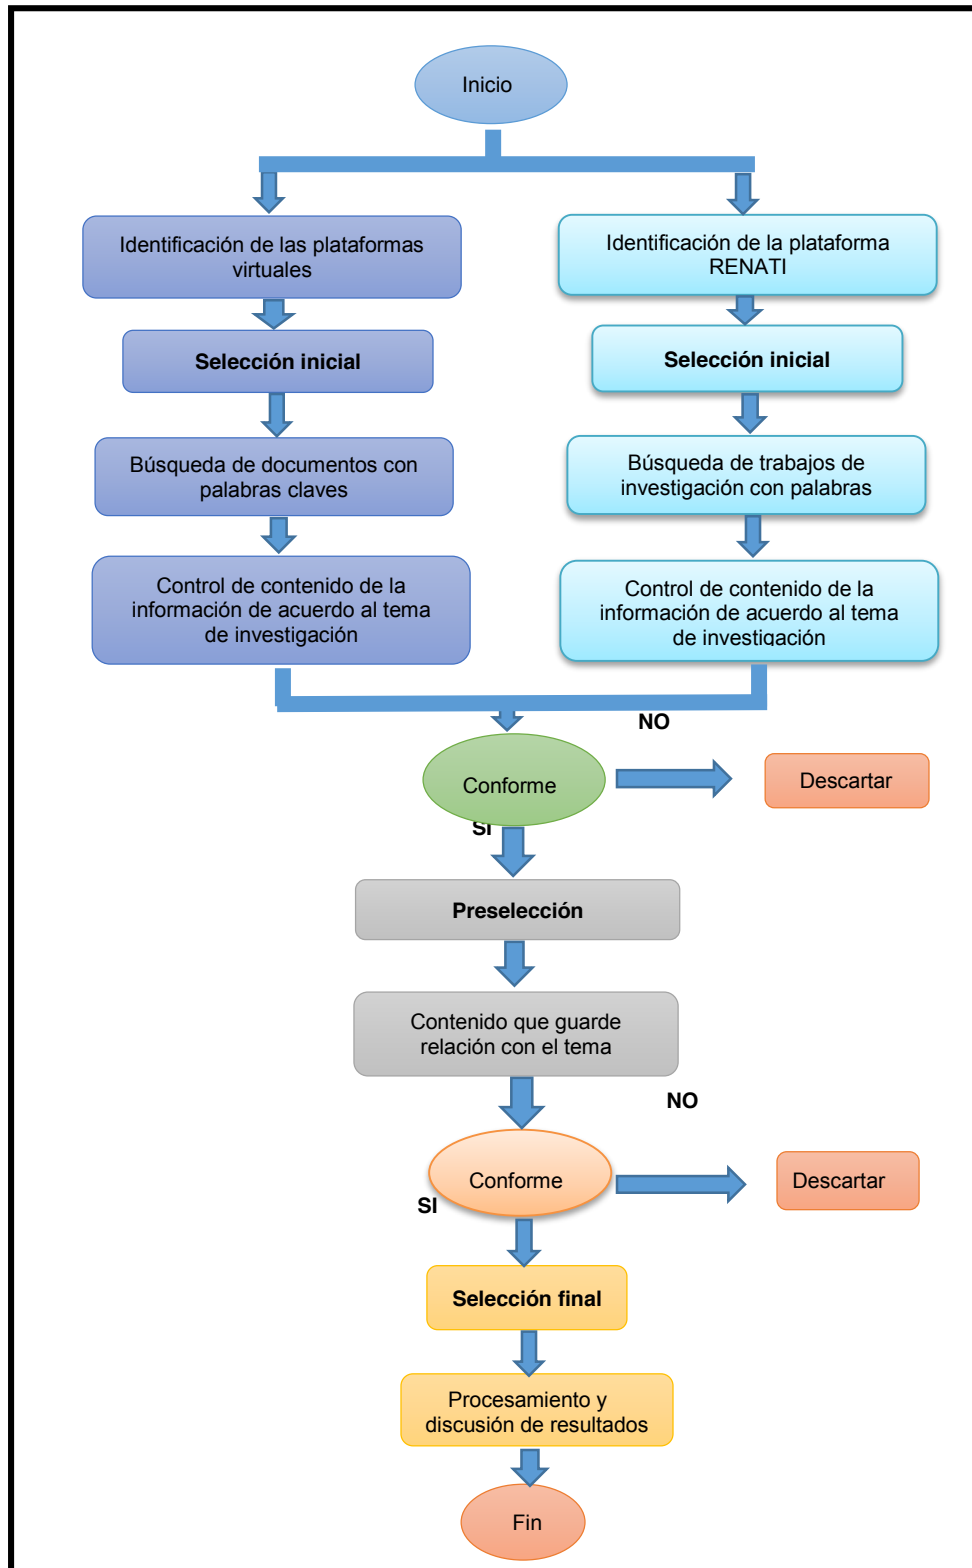 Inicio
Identificación de las plataformas
virtuales
Identificación de la plataforma
RENATI
Selección inicial
Selección inicial
Búsqueda de documentos con
palabras claves
Búsqueda de trabajos de
investigación con palabras
Control de contenido de la
información de acuerdo al tema
de investigación
Control de contenido de la
información de acuerdo al tema
de investigación
NO
Conforme
Descartar
SI
Preselección
Contenido que guarde
relación con el tema
NO
Conforme
Descartar
SI
Selección final
Procesamiento y
discusión de resultados
Fin